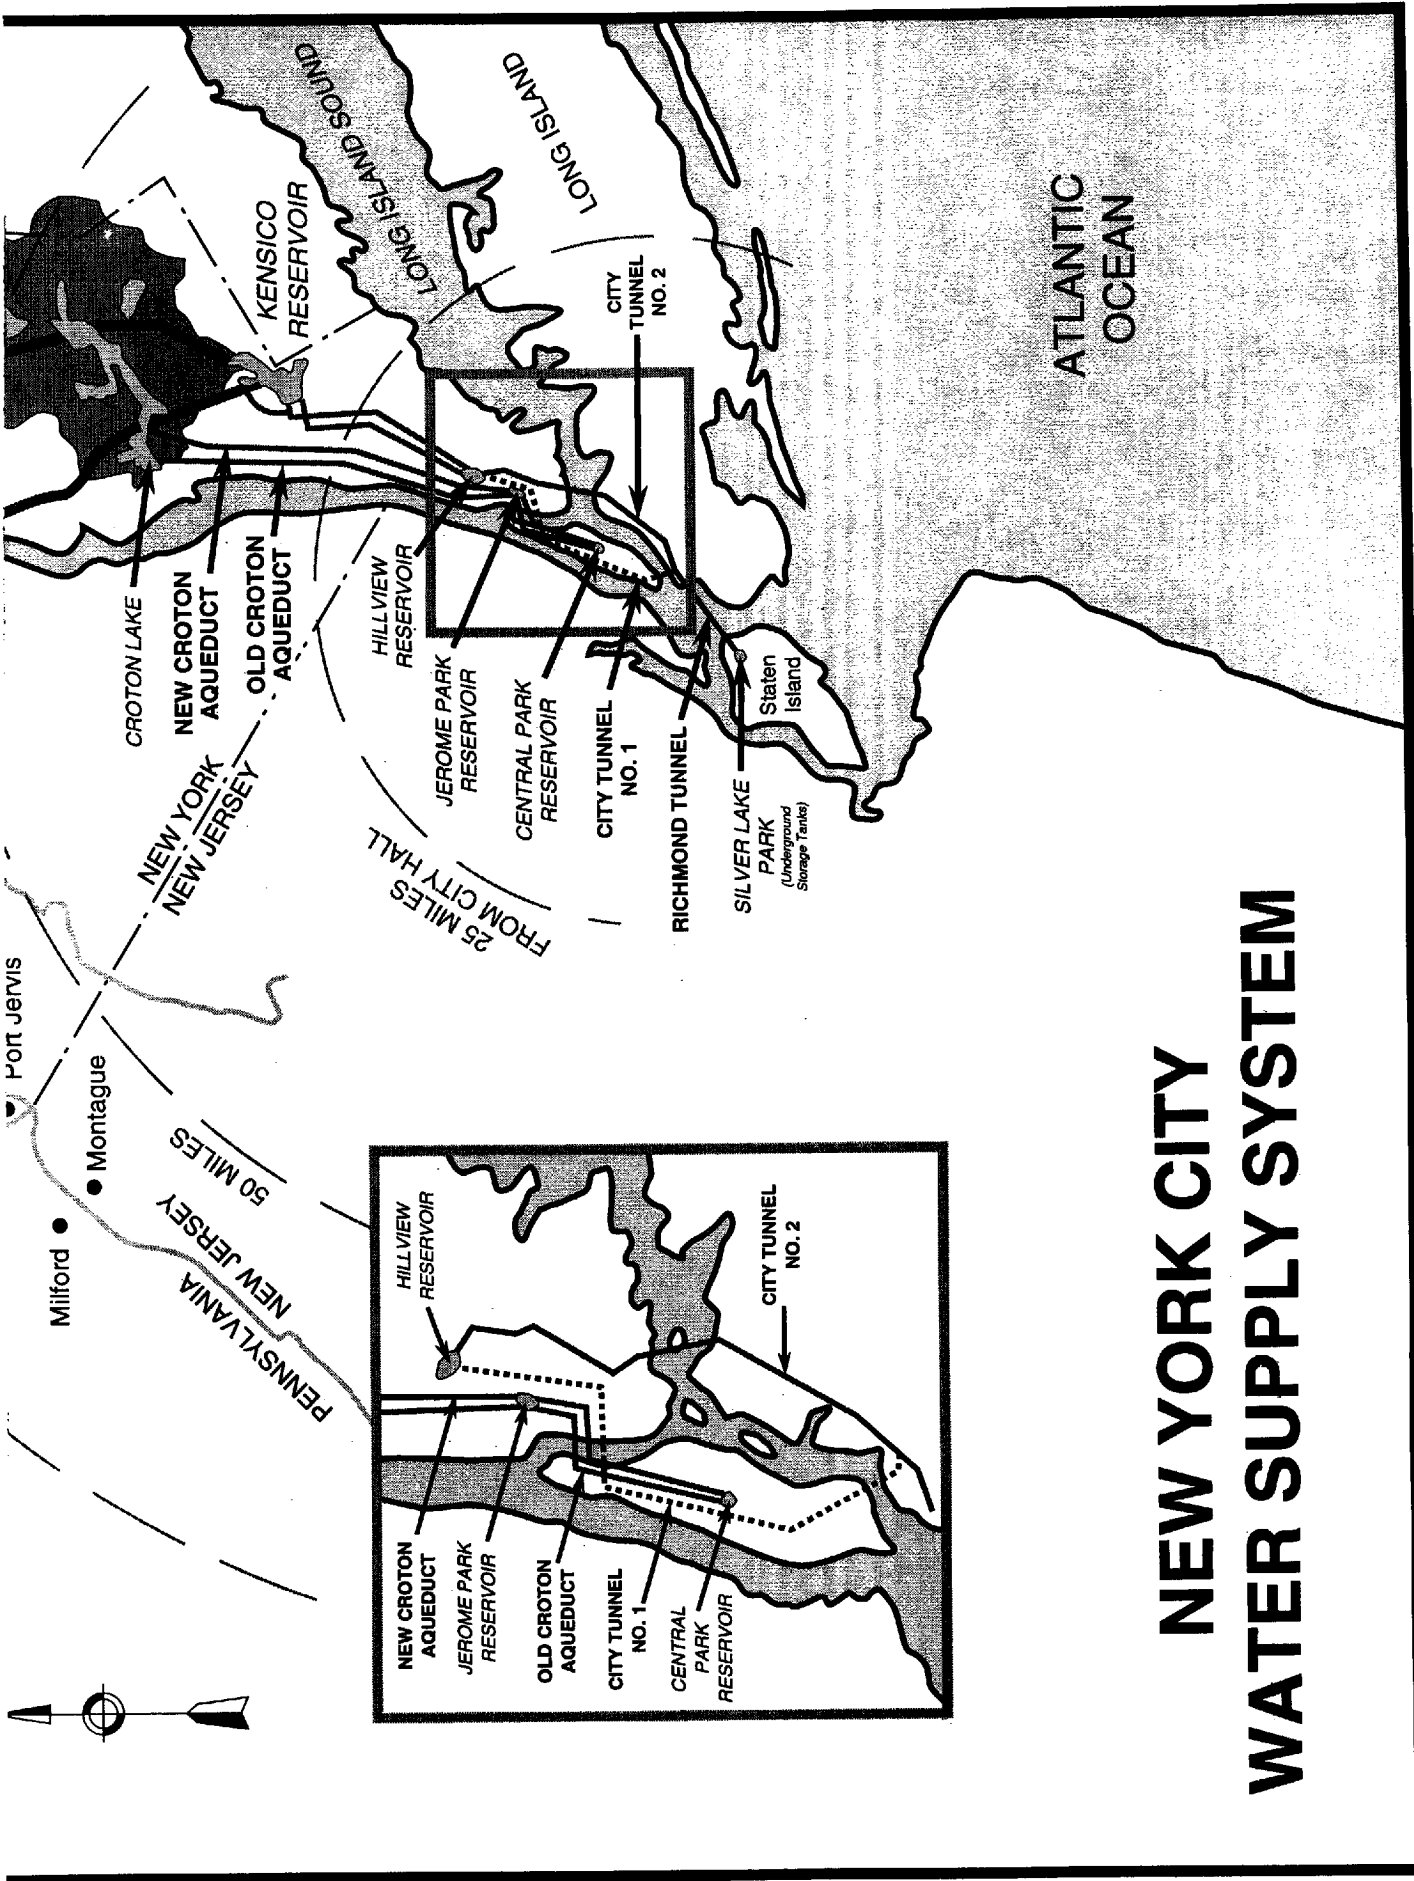 Port Jervis
Montague
Milford
50 MILES
NEW JERSEY
PENNSYLVANIA
NEW YORK
NEW JERSEY
25 MILES
FROM CITY HALL
CROTON LAKE
NEW CROTON
AQUEDUCT
OLD CROTON
AQUEDUCT
KENSICO
RESERVOIR
HILLVIEW
RESERVOIR
JEROME PARK
RESERVOIR
CENTRAL PARK
RESERVOIR
CITY TUNNEL
NO. 1
RICHMOND TUNNEL
SILVER LAKE
PARK
(Underground
Storage Tanks)
Staten
Island
CITY
TUNNEL
NO. 2
LONG ISLAND SOUND
LONG ISLAND SOUND
LONG ISLAND
ATLANTIC
OCEAN
HILLVIEW
RESERVOIR
CITY TUNNEL
NO. 2
NEW CROTON
AQUEDUCT
JEROME PARK
RESERVOIR
OLD CROTON
AQUEDUCT
CITY TUNNEL
NO. 1
CENTRAL
PARK
RESERVOIR
NEW YORK CITY
WATER SUPPLY SYSTEM